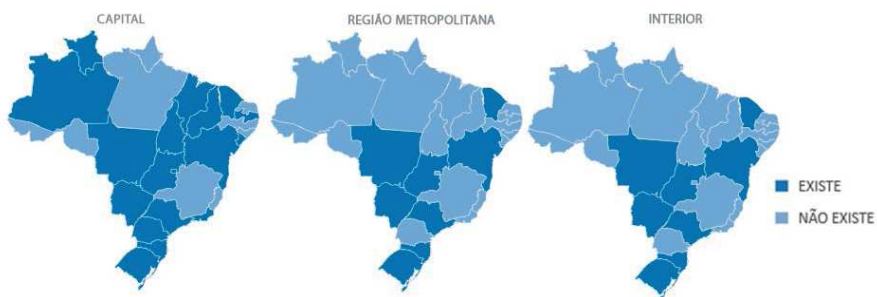 CAPITAL
REGIÃO METROPOLITANA
INTERIOR
EXISTE
NÃO EXISTE